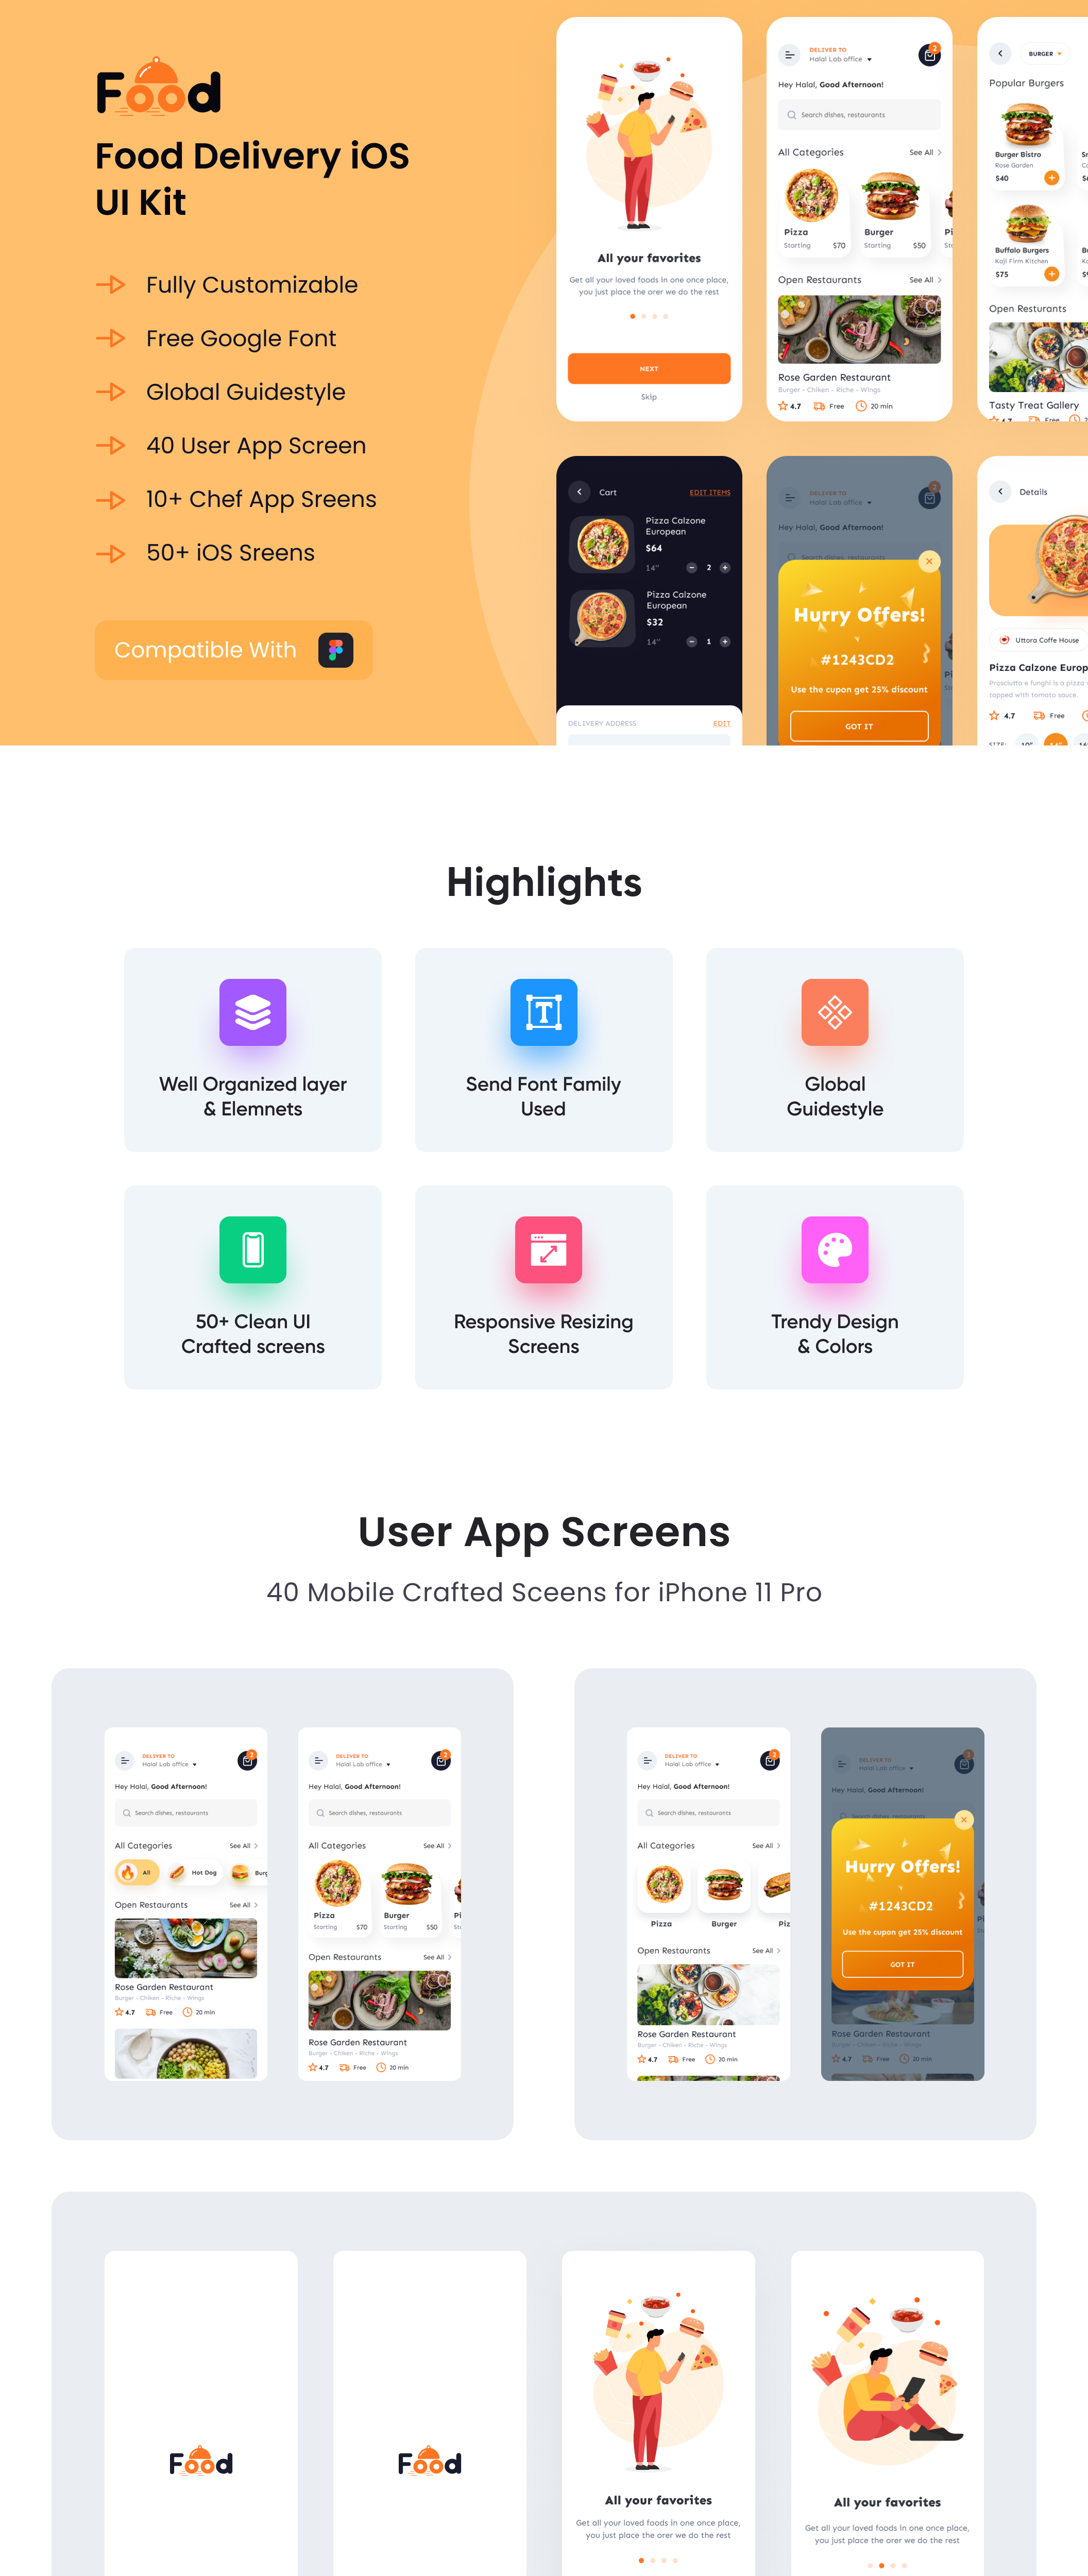 Food
Food Delivery iOS
UI Kit
Fully Customizable
Free Google Font
Global Guidestyle
40 User App Screen
10+ Chef App Sreens
50+ iOS Sreens
Compatible With
All your favorites
Get all your loved foods in one once place,
you just place the orer we do the rest
NEXT
Skip
2
DELIVER TO
Halal Lab office
Hey Halal, Good Afternoon!
Search dishes, restaurants
All Categories
See All
Pizza
Starting $70
Burger
Starting $50
Open Restaurants
See All
Rose Garden Restaurant
Burger - Chiken - Riche - Wings
4.7 Free 20 min
BURGER
Popular Burgers
Burger Bistro
Rose Garden
$40
Buffalo Burgers
Kaji Firm Kitchen
$75
Open Resturants
Tasty Treat Gallery
4.7 Free
Cart
EDIT ITEMS
Pizza Calzone
European
$64
14" 2
Pizza Calzone
European
$32
14" 1
DELIVERY ADDRESS
EDIT
2
DELIVER TO
Halal Lab office
Hey Halal, Good Afternoon!
Search dishes, restaurants
Hurry Offers!
#1243CD2
Use the cupon get 25% discount
GOT IT
Details
Uttora Coffe House
Pizza Calzone Europ
Prosciutto e funghi is a pizza
topped with tomato sauce.
4.7 Free
SIZE: 10" 14"
Highlights
Well Organized layer
& Elemnets
Send Font Family
Used
Global
Guidestyle
50+ Clean UI
Crafted screens
Responsive Resizing
Screens
Trendy Design
& Colors
User App Screens
40 Mobile Crafted Sceens for iPhone 11 Pro
2
DELIVER TO
Halal Lab office
Hey Halal, Good Afternoon!
Search dishes, restaurants
All Categories
See All
All
Hot Dog
Burg
Open Restaurants
See All
Rose Garden Restaurant
Burger - Chiken - Riche - Wings
4.7 Free 20 min
2
DELIVER TO
Halal Lab office
Hey Halal, Good Afternoon!
Search dishes, restaurants
All Categories
See All
Pizza
Starting $70
Burger
Starting $50
Open Restaurants
See All
Rose Garden Restaurant
Burger - Chiken - Riche - Wings
4.7 Free 20 min
2
DELIVER TO
Halal Lab office
Hey Halal, Good Afternoon!
Search dishes, restaurants
All Categories
See All
Pizza
Burger
Piz
Open Restaurants
See All
Rose Garden Restaurant
Burger - Chiken - Riche - Wings
4.7 Free 20 min
2
DELIVER TO
Halal Lab office
Hey Halal, Good Afternoon!
Search dishes, restaurants
Hurry Offers!
#1243CD2
Use the cupon get 25% discount
GOT IT
Rose Garden Restaurant
Burger - Chiken - Riche - Wings
4.7 Free 20 min
Food
Food
All your favorites
Get all your loved foods in one once place,
you just place the orer we do the rest
All your favorites
Get all your loved foods in one once place,
you just place the orer we do the rest